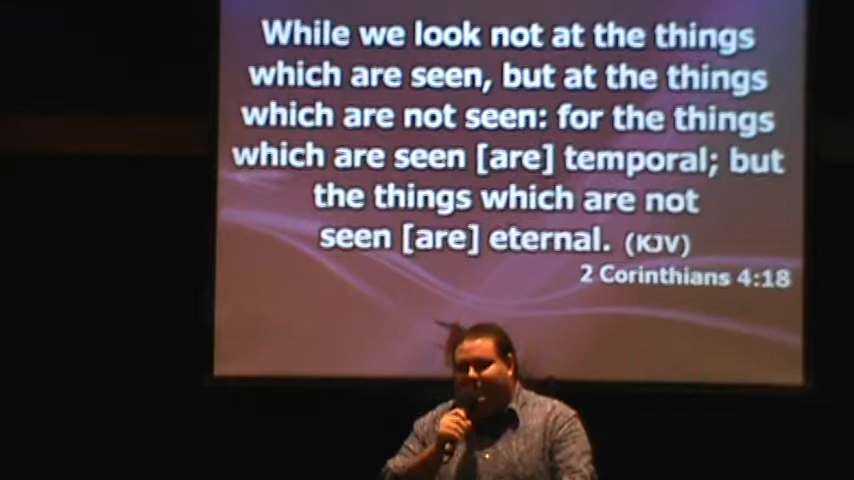 While we look not at the things
which are seen, but at the things
which are not seen: for the things
which are seen [are] temporal; but
the things which are not
seen [are] eternal. (KJV)
2 Corinthians 4:18